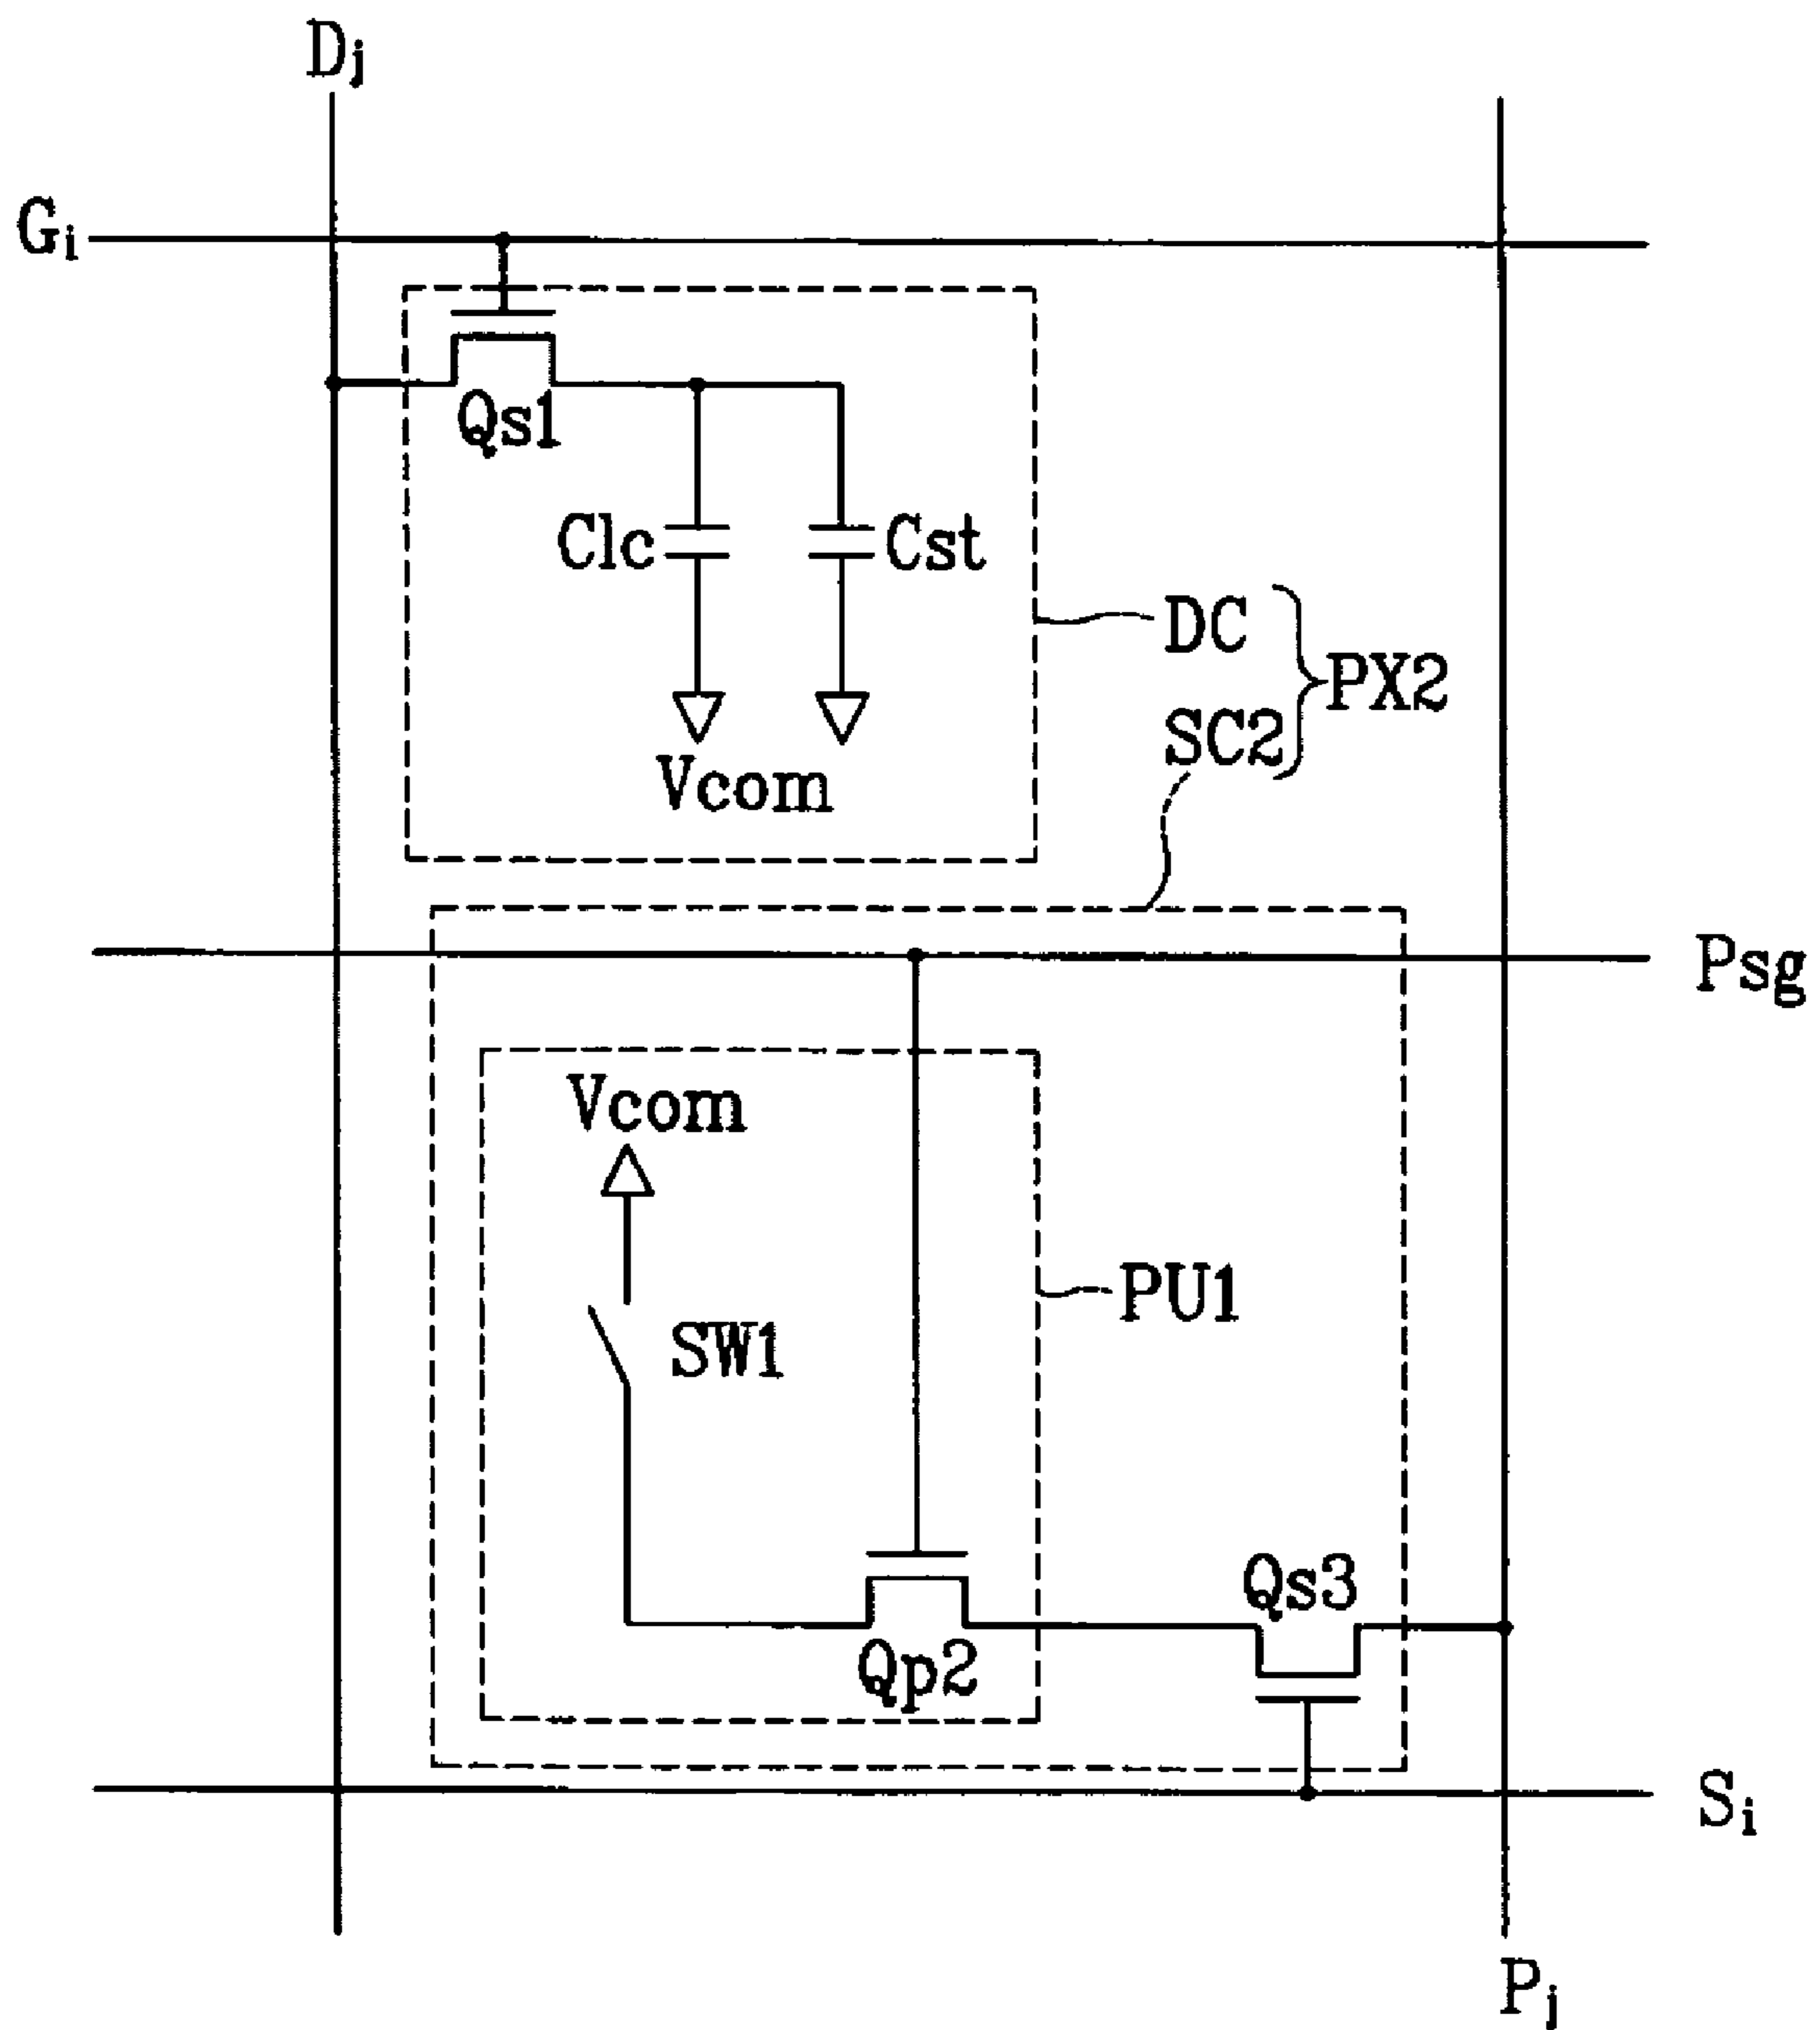 Dj
Gi
Qs1
Clc
Cst
DC
PX2
SC2
Vcom
Psg
Vcom
PU1
SW1
Qs3
Qp2
Si
Pj